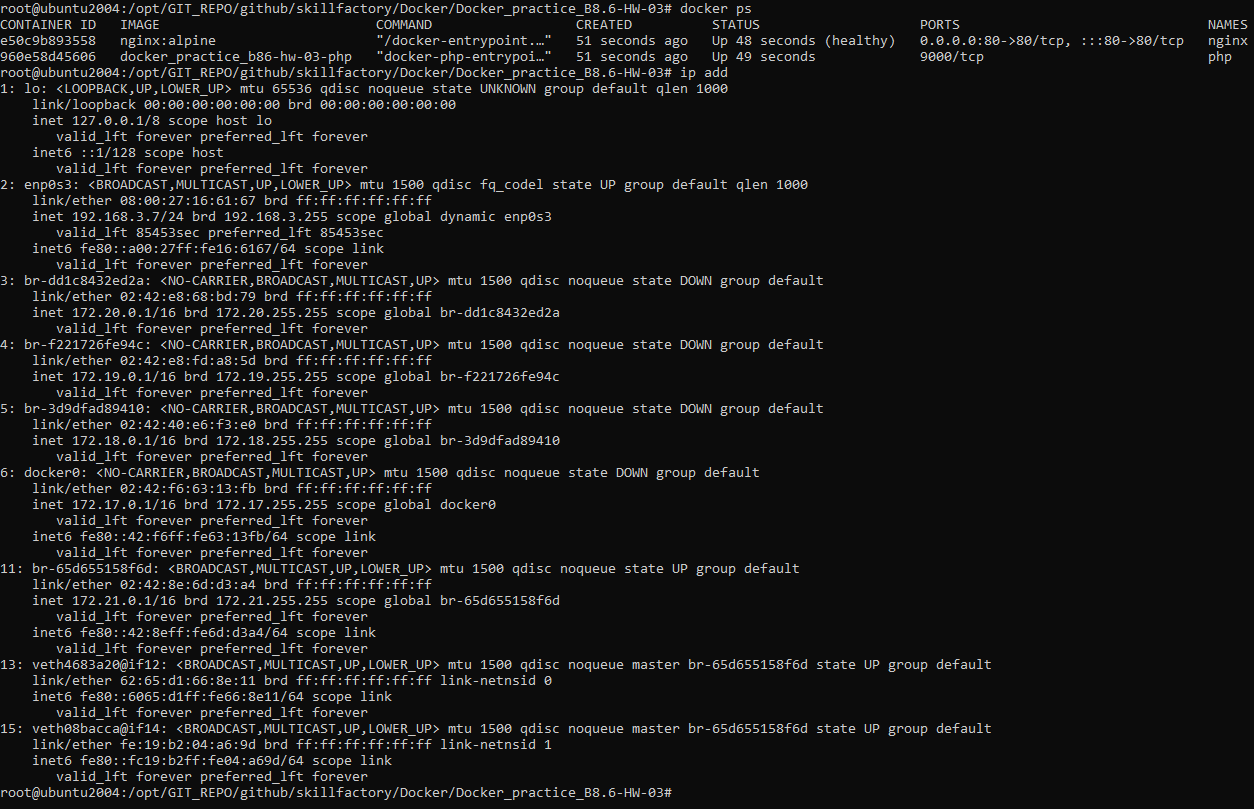 root@ubuntu2004:/opt/GIT_REPO/github/skillfactory/Docker/Docker_practice_B8.6-HW-03# docker ps
CONTAINER ID   IMAGE                          COMMAND                  CREATED          STATUS                    PORTS                               NAMES
e50c9b893558   nginx:alpine                   "/docker-entrypoint.…"   51 seconds ago   Up 48 seconds (healthy)   0.0.0.0:80->80/tcp, :::80->80/tcp   nginx
960e58d45606   docker_practice_b86-hw-03-php   "docker-php-entrypoi…"   51 seconds ago   Up 49 seconds             9000/tcp                            php
root@ubuntu2004:/opt/GIT_REPO/github/skillfactory/Docker/Docker_practice_B8.6-HW-03# ip add
1: lo: <LOOPBACK,UP,LOWER_UP> mtu 65536 qdisc noqueue state UNKNOWN group default qlen 1000
    link/loopback 00:00:00:00:00:00 brd 00:00:00:00:00:00
    inet 127.0.0.1/8 scope host lo
       valid_lft forever preferred_lft forever
    inet6 ::1/128 scope host
       valid_lft forever preferred_lft forever
2: enp0s3: <BROADCAST,MULTICAST,UP,LOWER_UP> mtu 1500 qdisc fq_codel state UP group default qlen 1000
    link/ether 08:00:27:16:61:67 brd ff:ff:ff:ff:ff:ff
    inet 192.168.3.7/24 brd 192.168.3.255 scope global dynamic enp0s3
       valid_lft 85453sec preferred_lft 85453sec
    inet6 fe80::a00:27ff:fe16:6167/64 scope link
       valid_lft forever preferred_lft forever
3: br-dd1c8432ed2a: <NO-CARRIER,BROADCAST,MULTICAST,UP> mtu 1500 qdisc noqueue state DOWN group default
    link/ether 02:42:e8:68:bd:79 brd ff:ff:ff:ff:ff:ff
    inet 172.20.0.1/16 brd 172.20.255.255 scope global br-dd1c8432ed2a
       valid_lft forever preferred_lft forever
4: br-f221726fe94c: <NO-CARRIER,BROADCAST,MULTICAST,UP> mtu 1500 qdisc noqueue state DOWN group default
    link/ether 02:42:e8:fd:a8:5d brd ff:ff:ff:ff:ff:ff
    inet 172.19.0.1/16 brd 172.19.255.255 scope global br-f221726fe94c
       valid_lft forever preferred_lft forever
5: br-3d9dfad89410: <NO-CARRIER,BROADCAST,MULTICAST,UP> mtu 1500 qdisc noqueue state DOWN group default
    link/ether 02:42:40:e6:f3:e0 brd ff:ff:ff:ff:ff:ff
    inet 172.18.0.1/16 brd 172.18.255.255 scope global br-3d9dfad89410
       valid_lft forever preferred_lft forever
6: docker0: <NO-CARRIER,BROADCAST,MULTICAST,UP> mtu 1500 qdisc noqueue state DOWN group default
    link/ether 02:42:f6:63:13:fb brd ff:ff:ff:ff:ff:ff
    inet 172.17.0.1/16 brd 172.17.255.255 scope global docker0
       valid_lft forever preferred_lft forever
    inet6 fe80::42:f6ff:fe63:13fb/64 scope link
       valid_lft forever preferred_lft forever
11: br-65d655158f6d: <BROADCAST,MULTICAST,UP,LOWER_UP> mtu 1500 qdisc noqueue state UP group default
    link/ether 02:42:8e:6d:d3:a4 brd ff:ff:ff:ff:ff:ff
    inet 172.21.0.1/16 brd 172.21.255.255 scope global br-65d655158f6d
       valid_lft forever preferred_lft forever
    inet6 fe80::42:8eff:fe6d:d3a4/64 scope link
       valid_lft forever preferred_lft forever
13: veth4683a20@if12: <BROADCAST,MULTICAST,UP,LOWER_UP> mtu 1500 qdisc noqueue master br-65d655158f6d state UP group default
    link/ether 62:65:d1:66:8e:11 brd ff:ff:ff:ff:ff:ff link-netnsid 0
    inet6 fe80::6065:d1ff:fe66:8e11/64 scope link
       valid_lft forever preferred_lft forever
15: veth08bacca@if14: <BROADCAST,MULTICAST,UP,LOWER_UP> mtu 1500 qdisc noqueue master br-65d655158f6d state UP group default
    link/ether fe:19:b2:04:a6:9d brd ff:ff:ff:ff:ff:ff link-netnsid 1
    inet6 fe80::fc19:b2ff:fe04:a69d/64 scope link
       valid_lft forever preferred_lft forever
root@ubuntu2004:/opt/GIT_REPO/github/skillfactory/Docker/Docker_practice_B8.6-HW-03#